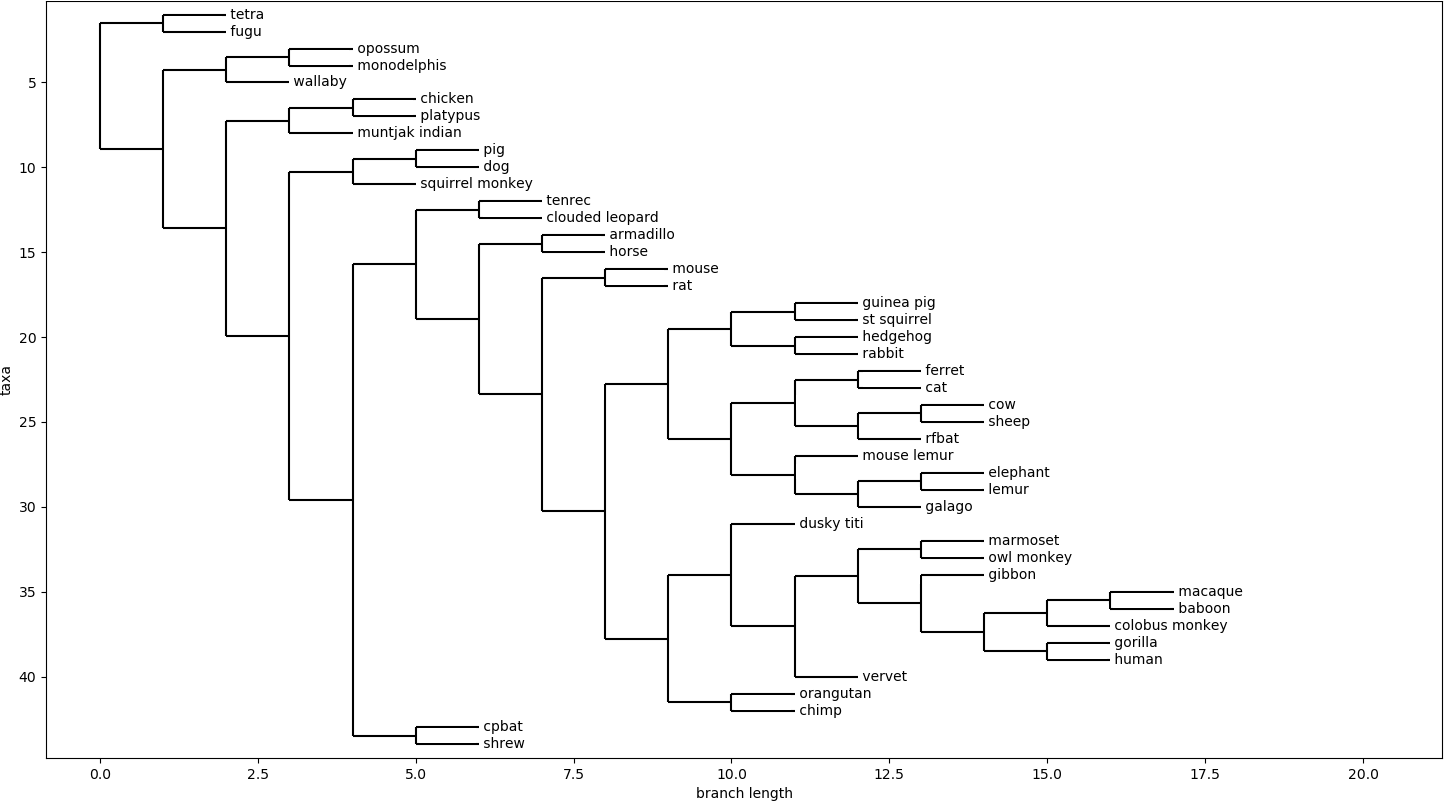 tetra
fugu
opossum
monodelphis
wallaby
chicken
platypus
muntjak indian
pig
dog
squirrel monkey
tenrec
clouded leopard
armadillo
horse
mouse
rat
guinea pig
st squirrel
hedgehog
rabbit
ferret
cat
cow
sheep
rfbat
mouse lemur
elephant
lemur
galago
dusky titi
marmoset
owl monkey
gibbon
macaque
baboon
colobus monkey
gorilla
human
vervet
orangutan
chimp
cpbat
shrew
5
10
15
20
25
30
35
40
taxa
0.0 2.5 5.0 7.5 10.0 12.5 15.0 17.5 20.0
branch length